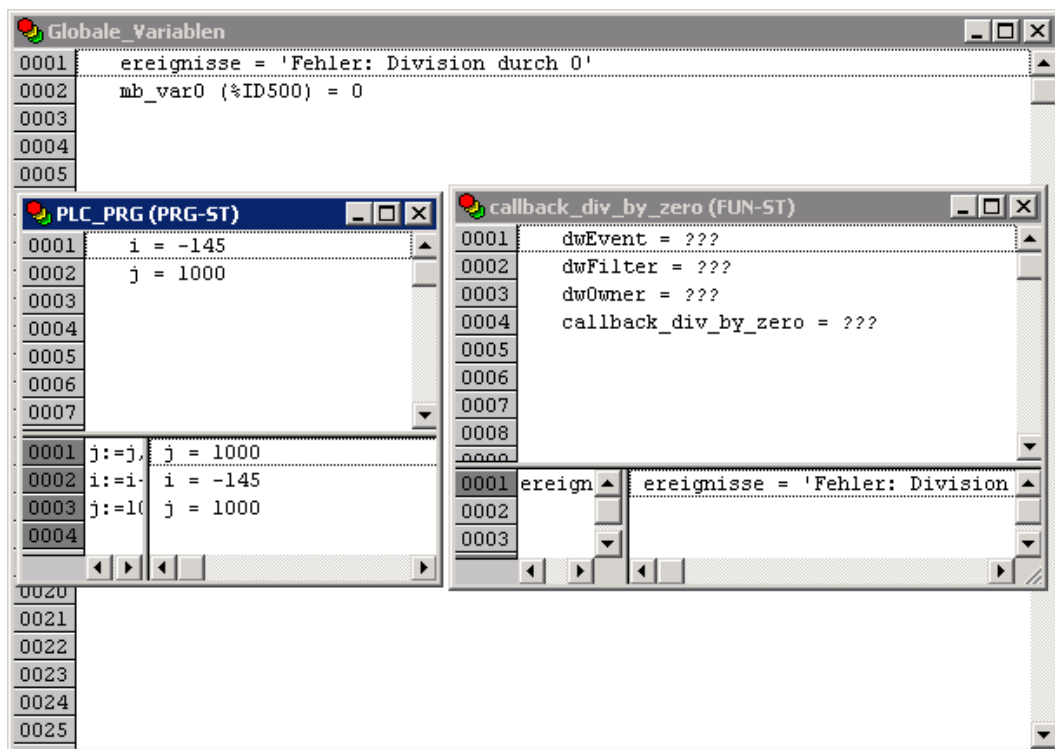 Globale_Variablen
0001 ereignisse = 'Fehler: Division durch 0'
0002 mb_var0 (%ID500) = 0
0003
0004
0005
PLC_PRG (PRG-ST)
0001 i = -145
0002 j = 1000
0003
0004
0005
0006
0007
0001 j:=j, j = 1000
0002 i:=i- i = -145
0003 j:=10 j = 1000
0004
callback_div_by_zero (FUN-ST)
0001 dwEvent = ???
0002 dwFilter = ???
0003 dwOwner = ???
0004 callback_div_by_zero = ???
0005
0006
0007
0008
0001 ereign ereignisse = 'Fehler: Division
0002
0003
0020
0021
0022
0023
0024
0025